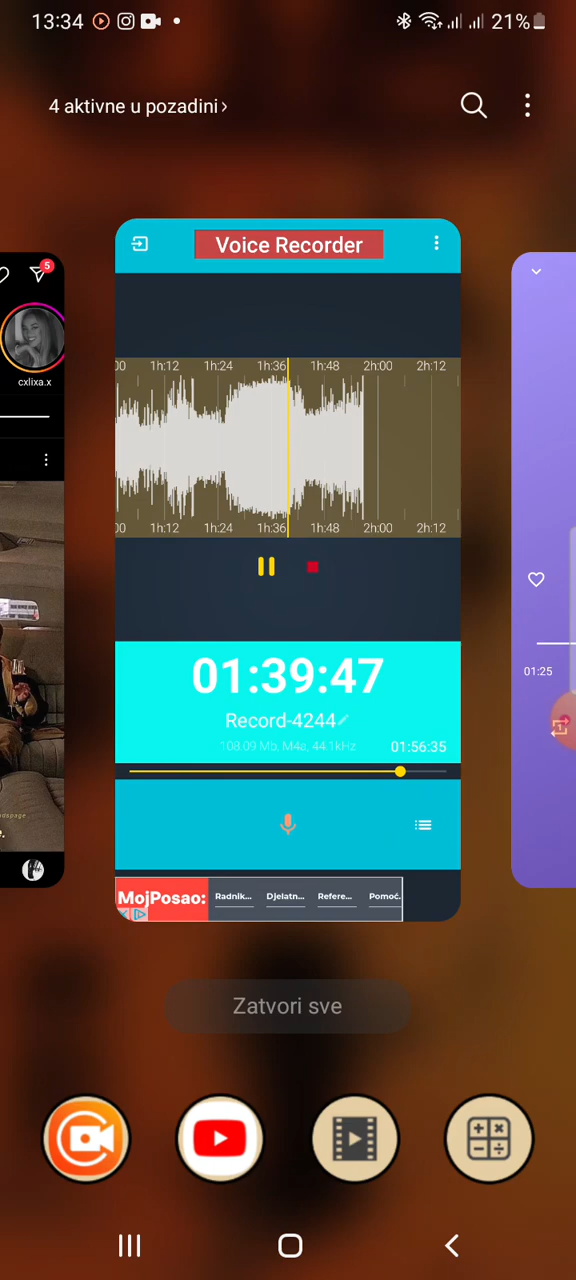 13:34
21%
4 aktivne u pozadini ›
Voice Recorder
5
cxlixa.x
00 1h:12 1h:24 1h:36 1h:48 2h:00 2h:12
00 1h:12 1h:24 1h:36 1h:48 2h:00 2h:12
01:39:47
Record-4244
108.09 Mb, M4a, 44.1kHz 01:56:35
01:25
MojPosao: Radnik... Djelatn... Refere... Pomoć.
Zatvori sve